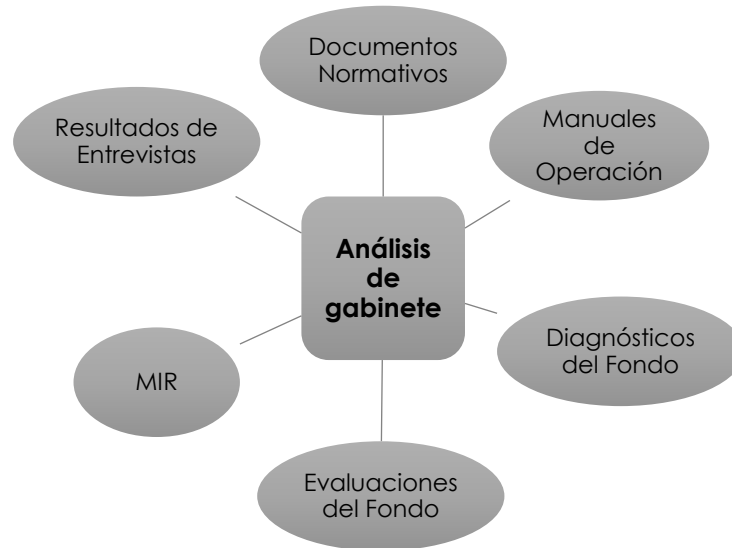 Documentos
Normativos
Manuales
de
Operación
Diagnósticos
del Fondo
Evaluaciones
del Fondo
MIR
Resultados de
Entrevistas
Análisis
de
gabinete